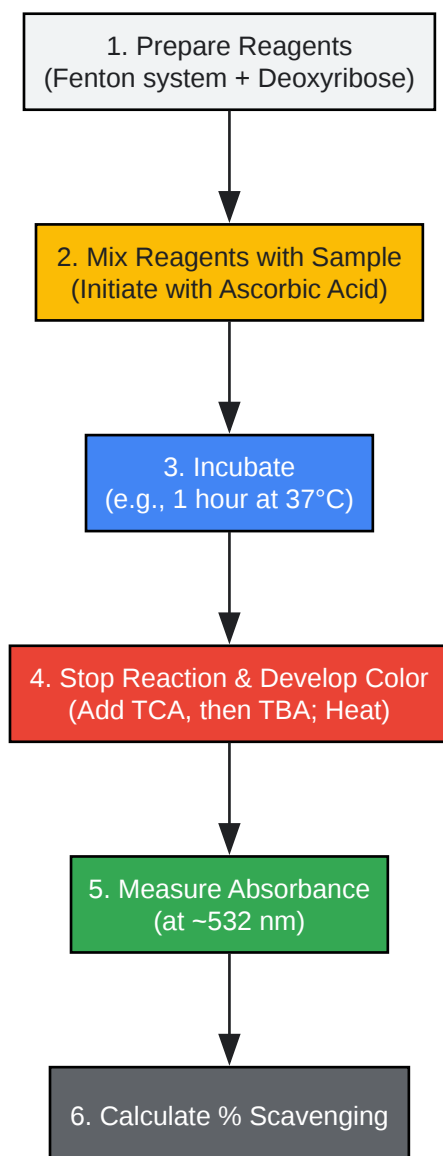 1. Prepare Reagents
(Fenton system + Deoxyribose)
2. Mix Reagents with Sample
(Initiate with Ascorbic Acid)
3. Incubate
(e.g., 1 hour at 37°C)
4. Stop Reaction & Develop Color
(Add TCA, then TBA; Heat)
5. Measure Absorbance
(at ~532 nm)
6. Calculate % Scavenging